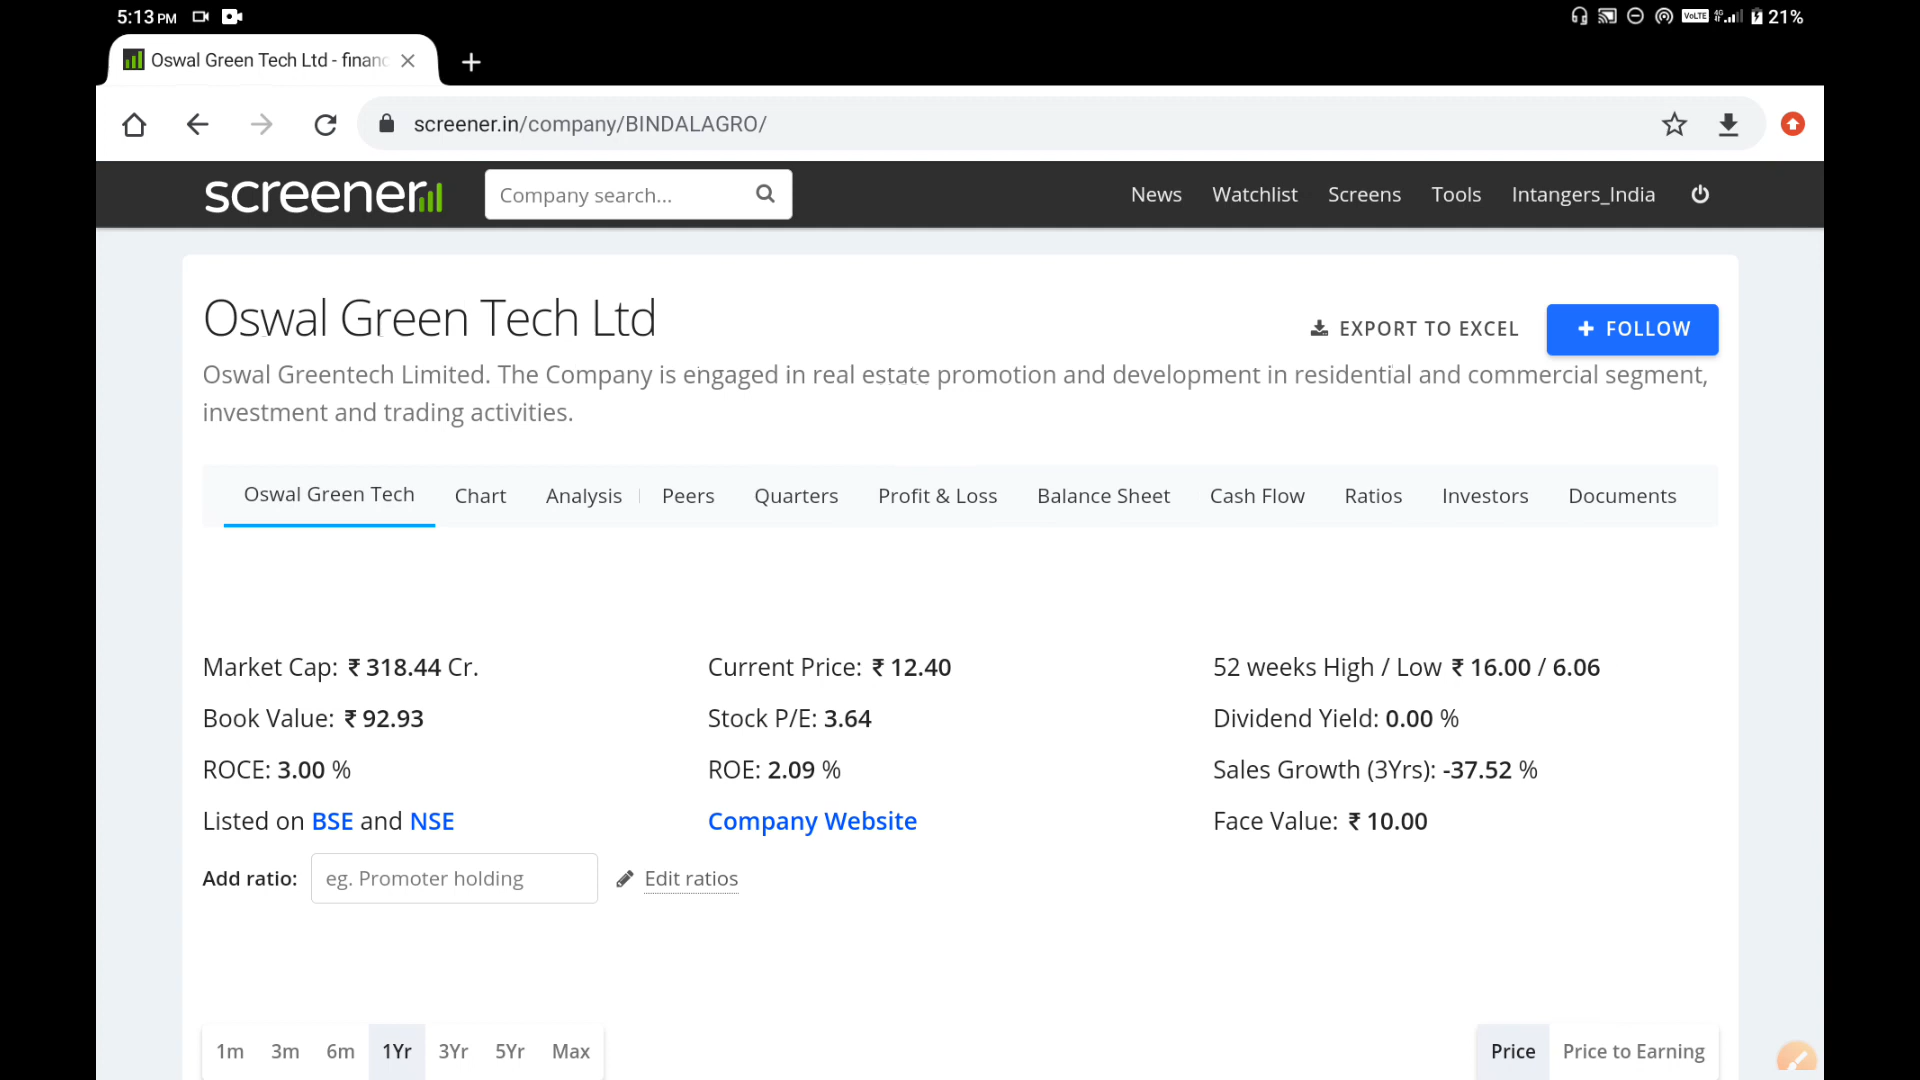 5:13 PM
VoLTE 4G 21%
Oswal Green Tech Ltd - financ
screener.in/company/BINDALAGRO/
screener
Company search...
News Watchlist Screens Tools Intangers_India
Oswal Green Tech Ltd
EXPORT TO EXCEL
+ FOLLOW
Oswal Greentech Limited. The Company is engaged in real estate promotion and development in residential and commercial segment,
investment and trading activities.
Oswal Green Tech Chart Analysis Peers Quarters Profit & Loss Balance Sheet Cash Flow Ratios Investors Documents
Market Cap: ₹ 318.44 Cr. Current Price: ₹ 12.40 52 weeks High / Low ₹ 16.00 / 6.06
Book Value: ₹ 92.93 Stock P/E: 3.64 Dividend Yield: 0.00 %
ROCE: 3.00 % ROE: 2.09 % Sales Growth (3Yrs): -37.52 %
Listed on BSE and NSE Company Website Face Value: ₹ 10.00
Add ratio: eg. Promoter holding Edit ratios
1m 3m 6m 1Yr 3Yr 5Yr Max Price Price to Earning